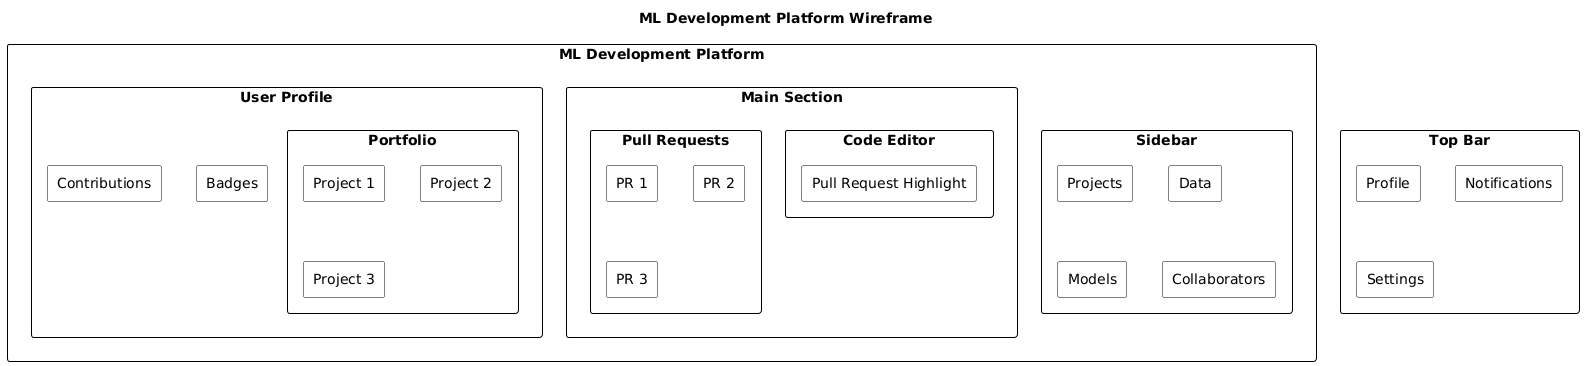 ML Development Platform Wireframe
ML Development Platform
User Profile
Contributions
Badges
Portfolio
Project 1
Project 2
Project 3
Main Section
Pull Requests
PR 1
PR 2
PR 3
Code Editor
Pull Request Highlight
Sidebar
Projects
Data
Models
Collaborators
Top Bar
Profile
Notifications
Settings